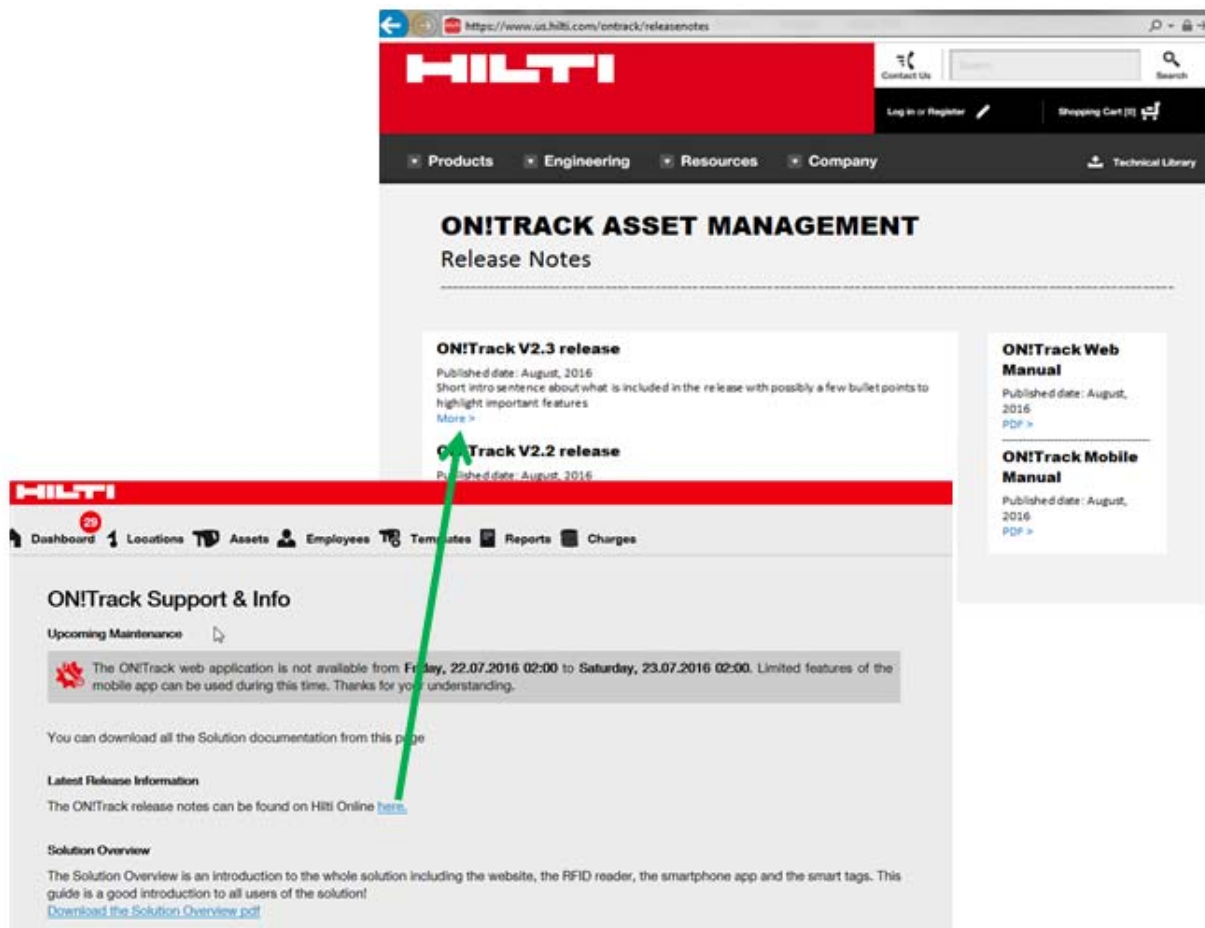 https://www.us.hilti.com/ontrack/releasenotes
HILTI
Contact Us
Search
Search
Log in or Register
Shopping Cart [0]
Products
Engineering
Resources
Company
Technical Library
ON!TRACK ASSET MANAGEMENT
Release Notes
ON!Track V2.3 release
Published date: August, 2016
Short intro sentence about what is included in the release with possibly a few bullet points to
highlight important features
More >
ON!Track V2.2 release
Published date: August, 2016
ON!Track Web
Manual
Published date: August,
2016
PDF >
ON!Track Mobile
Manual
Published date: August,
2016
PDF >
HILTI
29
Dashboard
Locations
Assets
Employees
Templates
Reports
Charges
ON!Track Support & Info
Upcoming Maintenance
The ON!Track web application is not available from Friday, 22.07.2016 02:00 to Saturday, 23.07.2016 02:00. Limited features of the
mobile app can be used during this time. Thanks for your understanding.
You can download all the Solution documentation from this page
Latest Release Information
The ON!Track release notes can be found on Hilti Online here.
Solution Overview
The Solution Overview is an introduction to the whole solution including the website, the RFID reader, the smartphone app and the smart tags. This
guide is a good introduction to all users of the solution!
Download the Solution Overview pdf